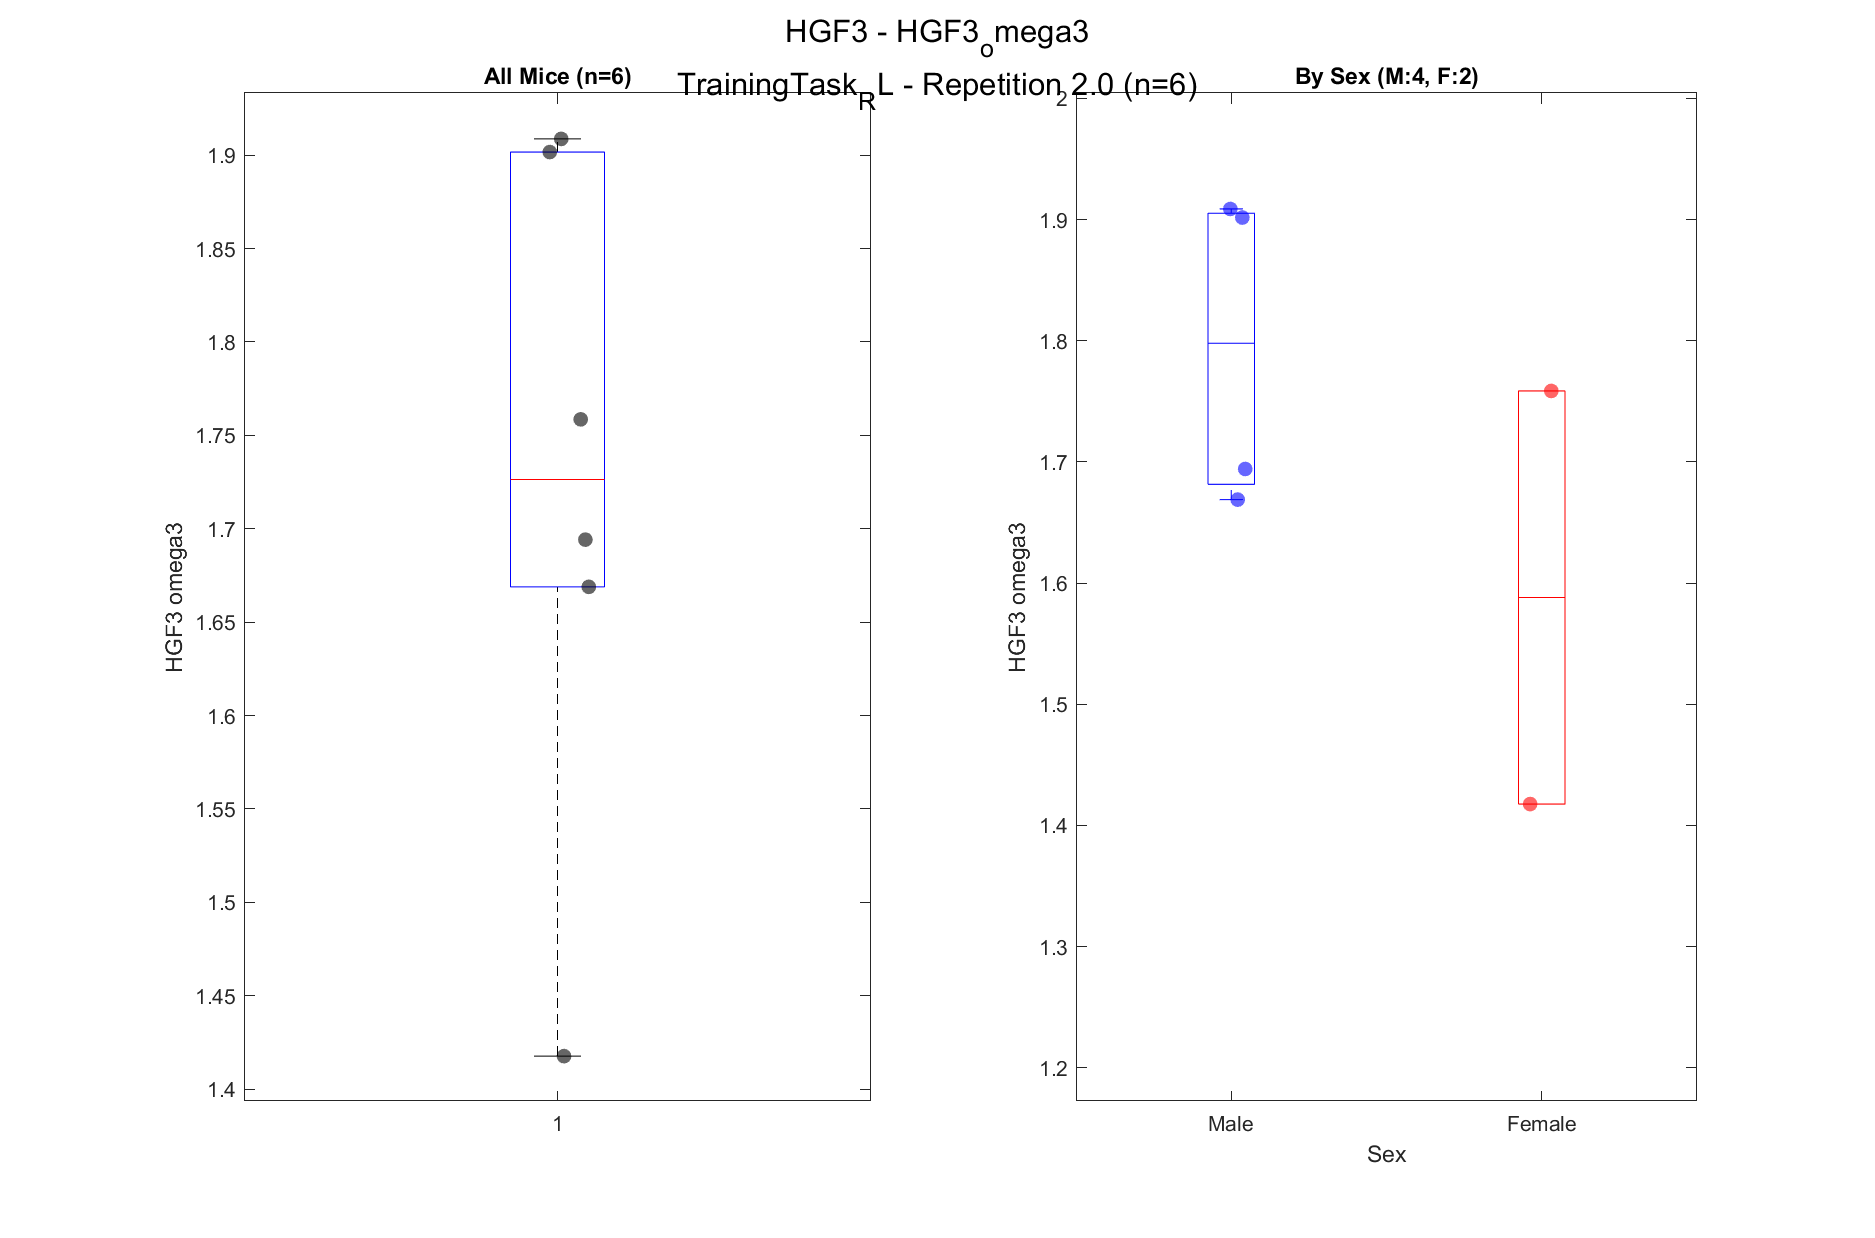 HGF3 - HGF3_omega3
TrainingTask_RL - Repetition 2.0 (n=6)
All Mice (n=6)
1.9
1.85
1.8
1.75
1.7
1.65
1.6
1.55
1.5
1.45
1.4
HGF3 omega3
1
By Sex (M:4, F:2)
2
1.9
1.8
1.7
1.6
1.5
1.4
1.3
1.2
HGF3 omega3
Male Female
Sex